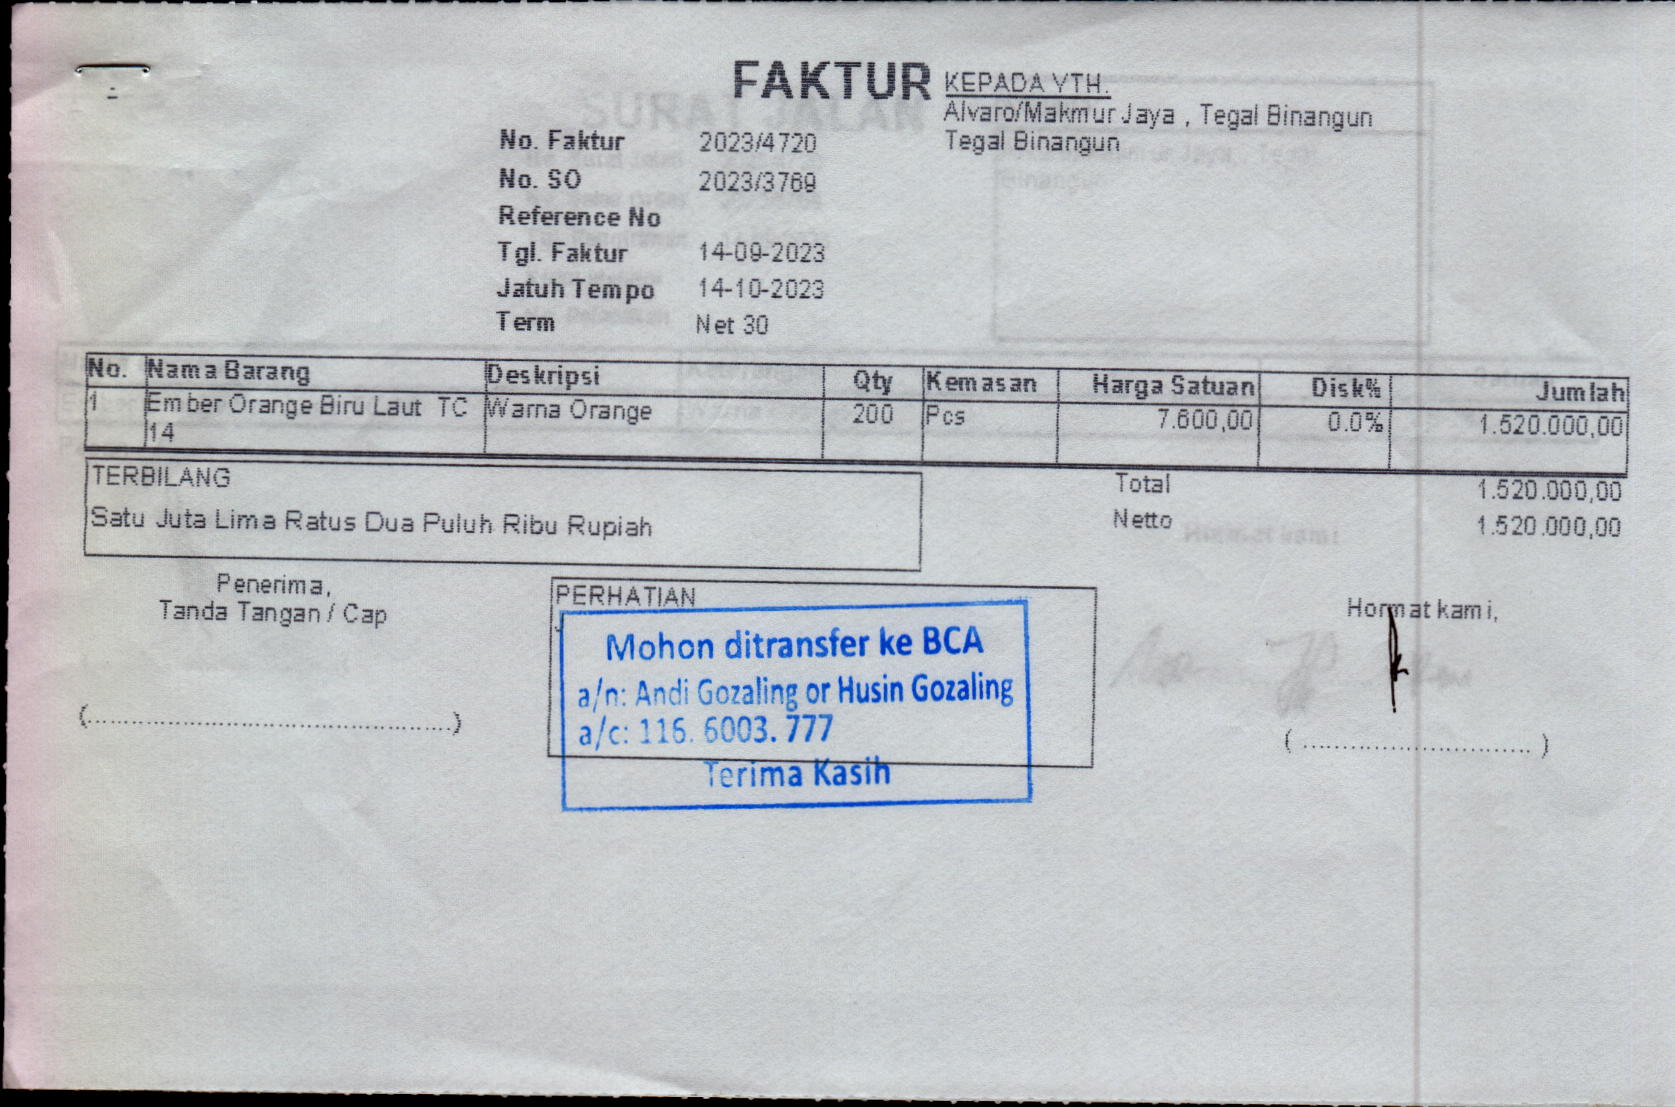 FAKTUR
KEPADA YTH.
Alvaro/Makmur Jaya , Tegal Binangun
Tegal Binangun
No. Faktur 2023/4720
No. SO 2023/3769
Reference No
Tgl. Faktur 14-09-2023
Jatuh Tempo 14-10-2023
Term Net 30
No. Nama Barang Deskripsi Qty Kemasan Harga Satuan Disk% Jumlah
1 Ember Orange Biru Laut TC Warna Orange 200 Pcs 7.600,00 0.0% 1.520.000,00
14
TERBILANG
Satu Juta Lima Ratus Dua Puluh Ribu Rupiah
Total 1.520.000,00
Netto 1.520.000,00
Penerima,
Tanda Tangan / Cap
(................................................)
PERHATIAN
Mohon ditransfer ke BCA
a/n: Andi Gozaling or Husin Gozaling
a/c: 116. 6003. 777
Terima Kasih
Hormat kami,
( .............................. )
SURAT JALAN
Hormat kami